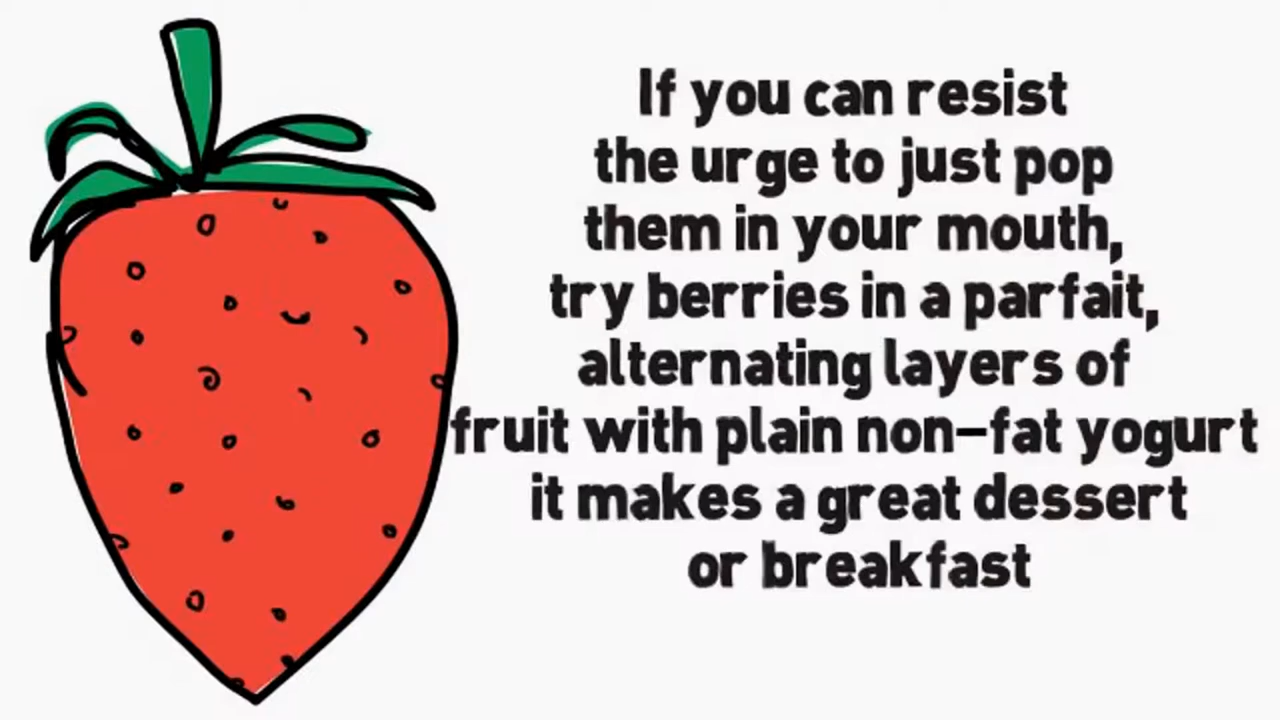 If you can resist
the urge to just pop
them in your mouth,
try berries in a parfait,
alternating layers of
fruit with plain non-fat yogurt
it makes a great dessert
or breakfast